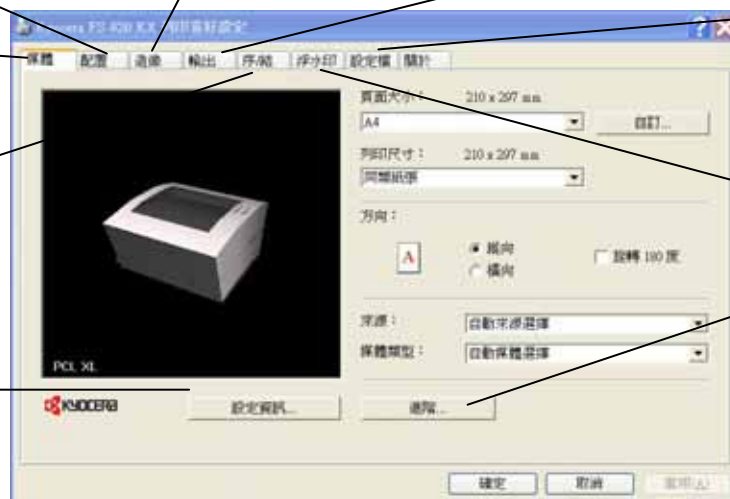 Kyocera FS-820 KX 列印喜好設定
媒體 配置 造像 輸出 序/給 浮水印 設定檔 關於
頁面大小： 210 x 297 mm
A4 自訂...
列印尺寸： 210 x 297 mm
同類紙張
方向：
A 縱向 旋轉 180 度
橫向
來源： 自動來源選擇
媒體類型： 自動媒體選擇
PCL XL
KYOCERA 設定資訊... 進階...
確定 取消 套用(A)